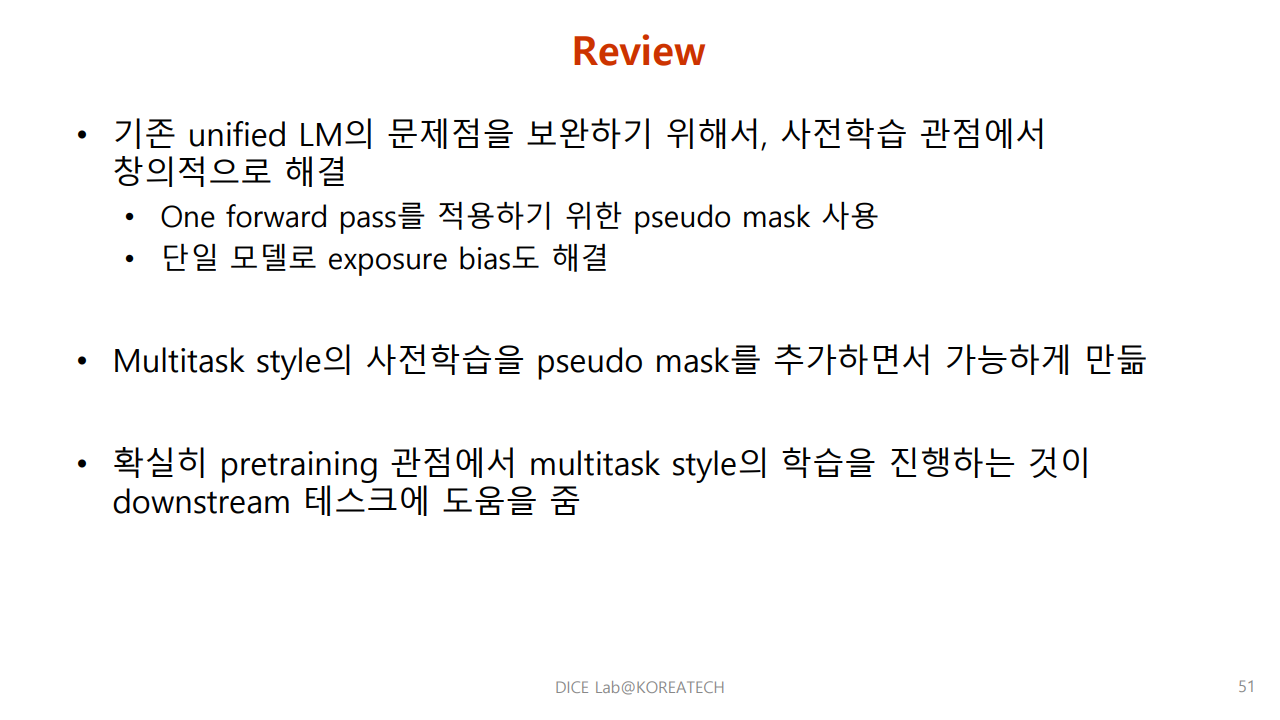 Review
• 기존 unified LM의 문제점을 보완하기 위해서, 사전학습 관점에서
창의적으로 해결
• One forward pass를 적용하기 위한 pseudo mask 사용
• 단일 모델로 exposure bias도 해결
• Multitask style의 사전학습을 pseudo mask를 추가하면서 가능하게 만듦
• 확실히 pretraining 관점에서 multitask style의 학습을 진행하는 것이
downstream 테스크에 도움을 줌
DICE Lab@KOREATECH
51